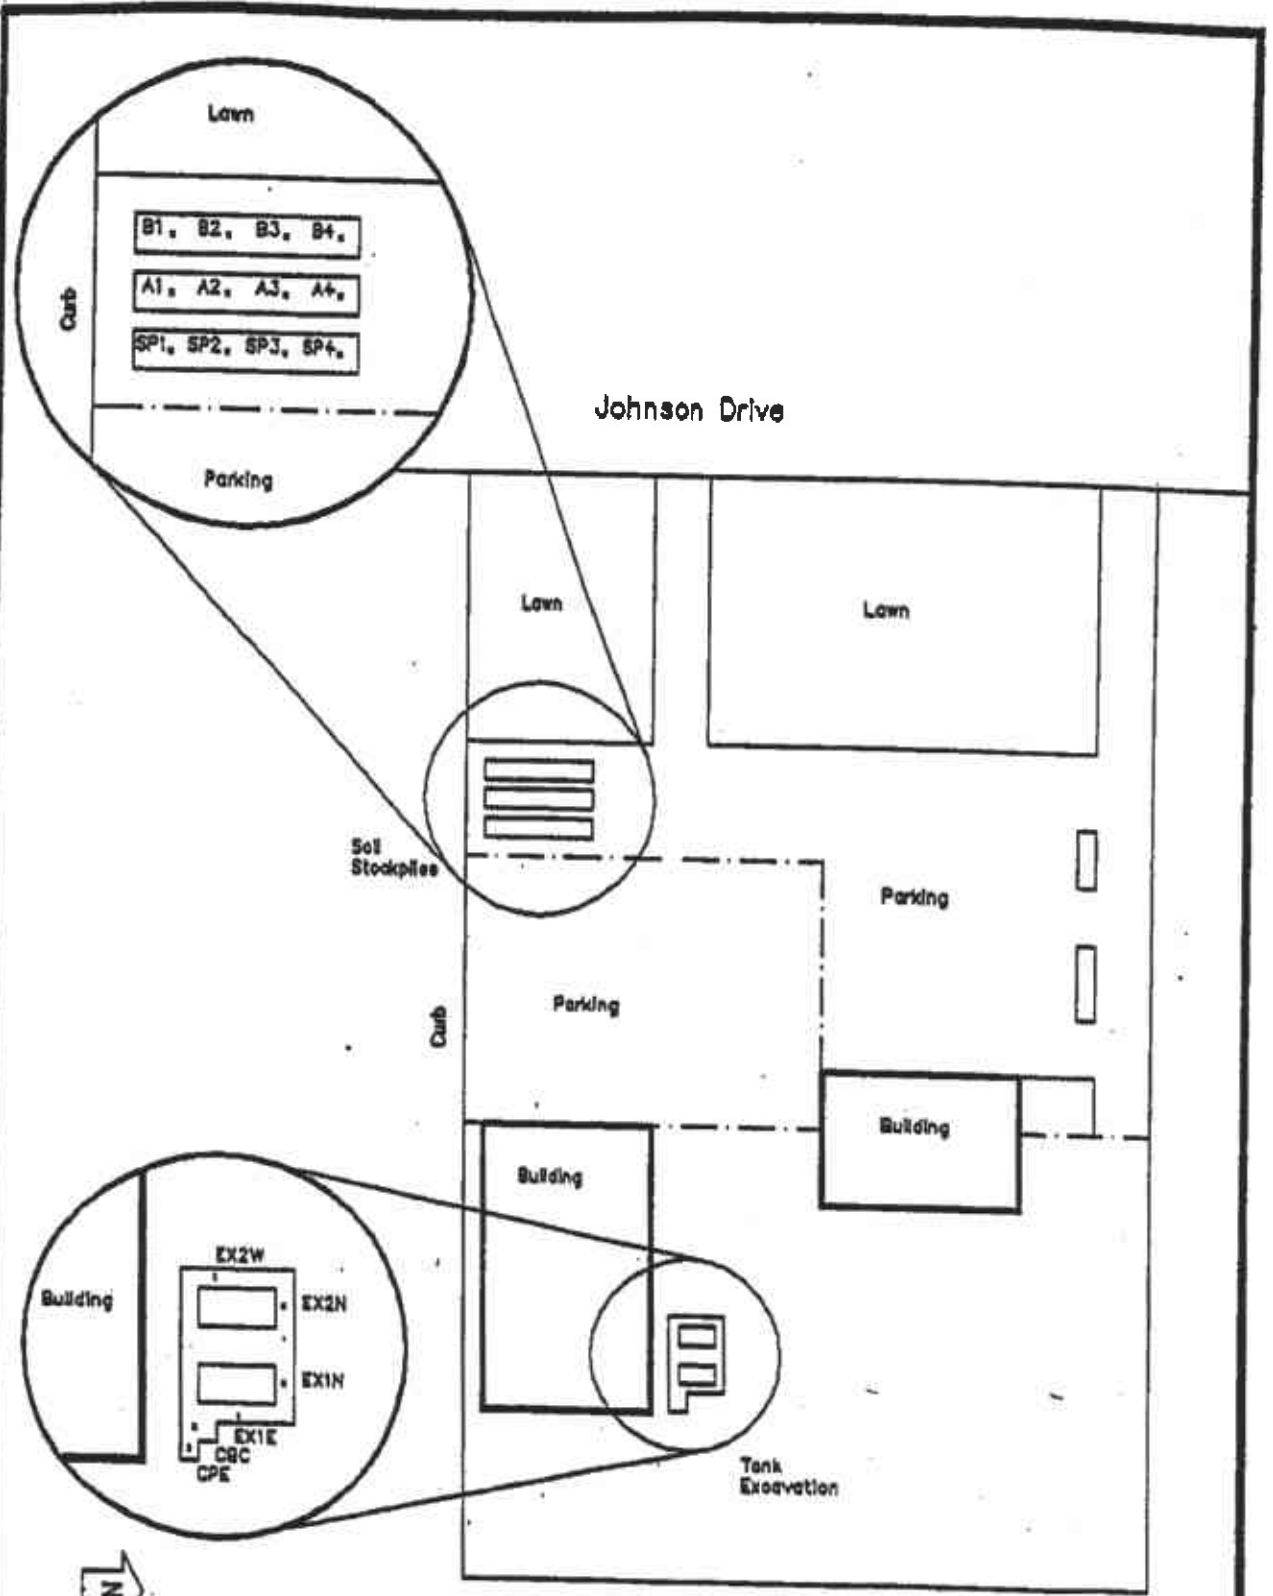 Lawn
B1. B2. B3. B4.
A1. A2. A3. A4.
Curb
SP1. SP2. SP3. SP4.
Johnson Drive
Parking
Lawn
Lawn
Soil
Stockpiles
Parking
Parking
Curb
Building
Building
EX2W
Building
EX2N
EX1N
EX1E
CBC
CPE
Tank
Excavation
N